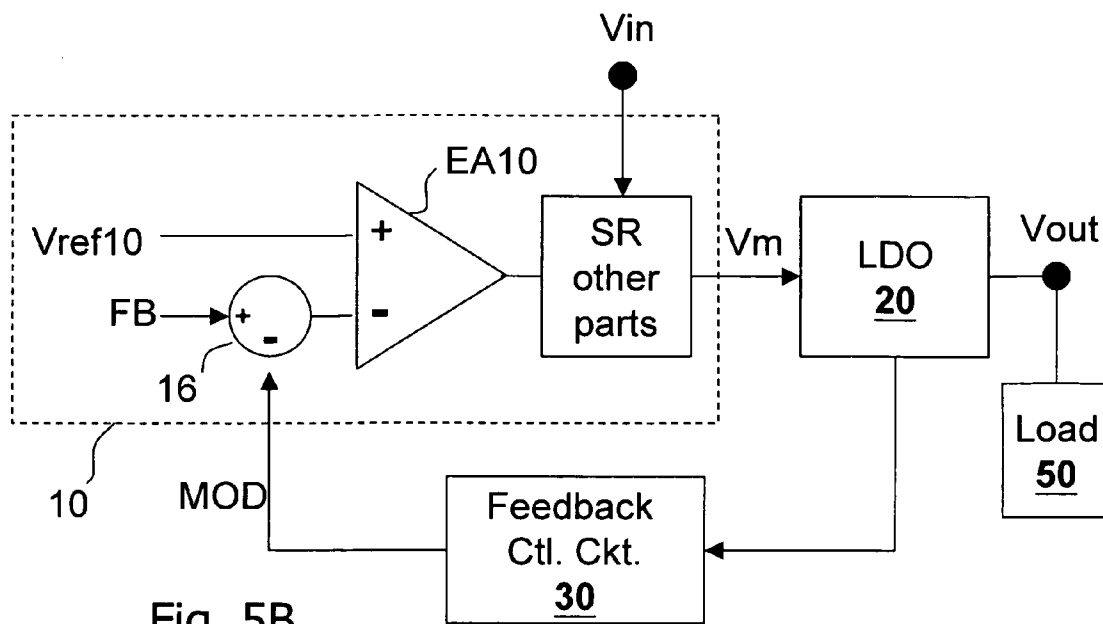 Vin
EA10
Vref10
+
-
FB
+
-
16
SR
other
parts
Vm
LDO
20
Vout
Load
50
10
MOD
Feedback
Ctl. Ckt.
30
Fig. 5B